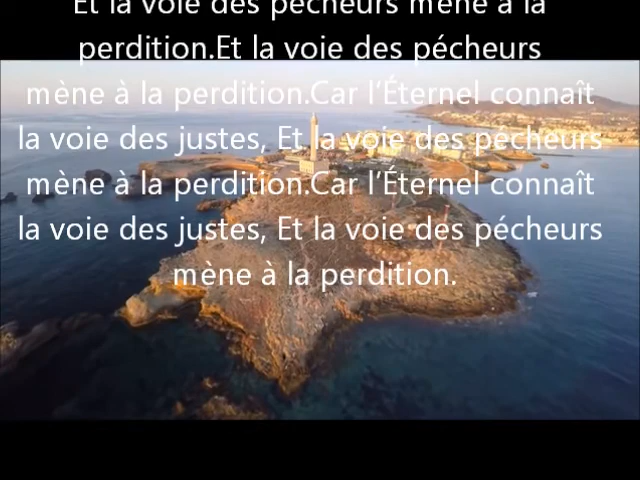 Et la voie des pécheurs mène à la
perdition.Et la voie des pécheurs
mène à la perdition.Car l’Éternel connaît
la voie des justes, Et la voie des pécheurs
mène à la perdition.Car l’Éternel connaît
la voie des justes, Et la voie des pécheurs
mène à la perdition.